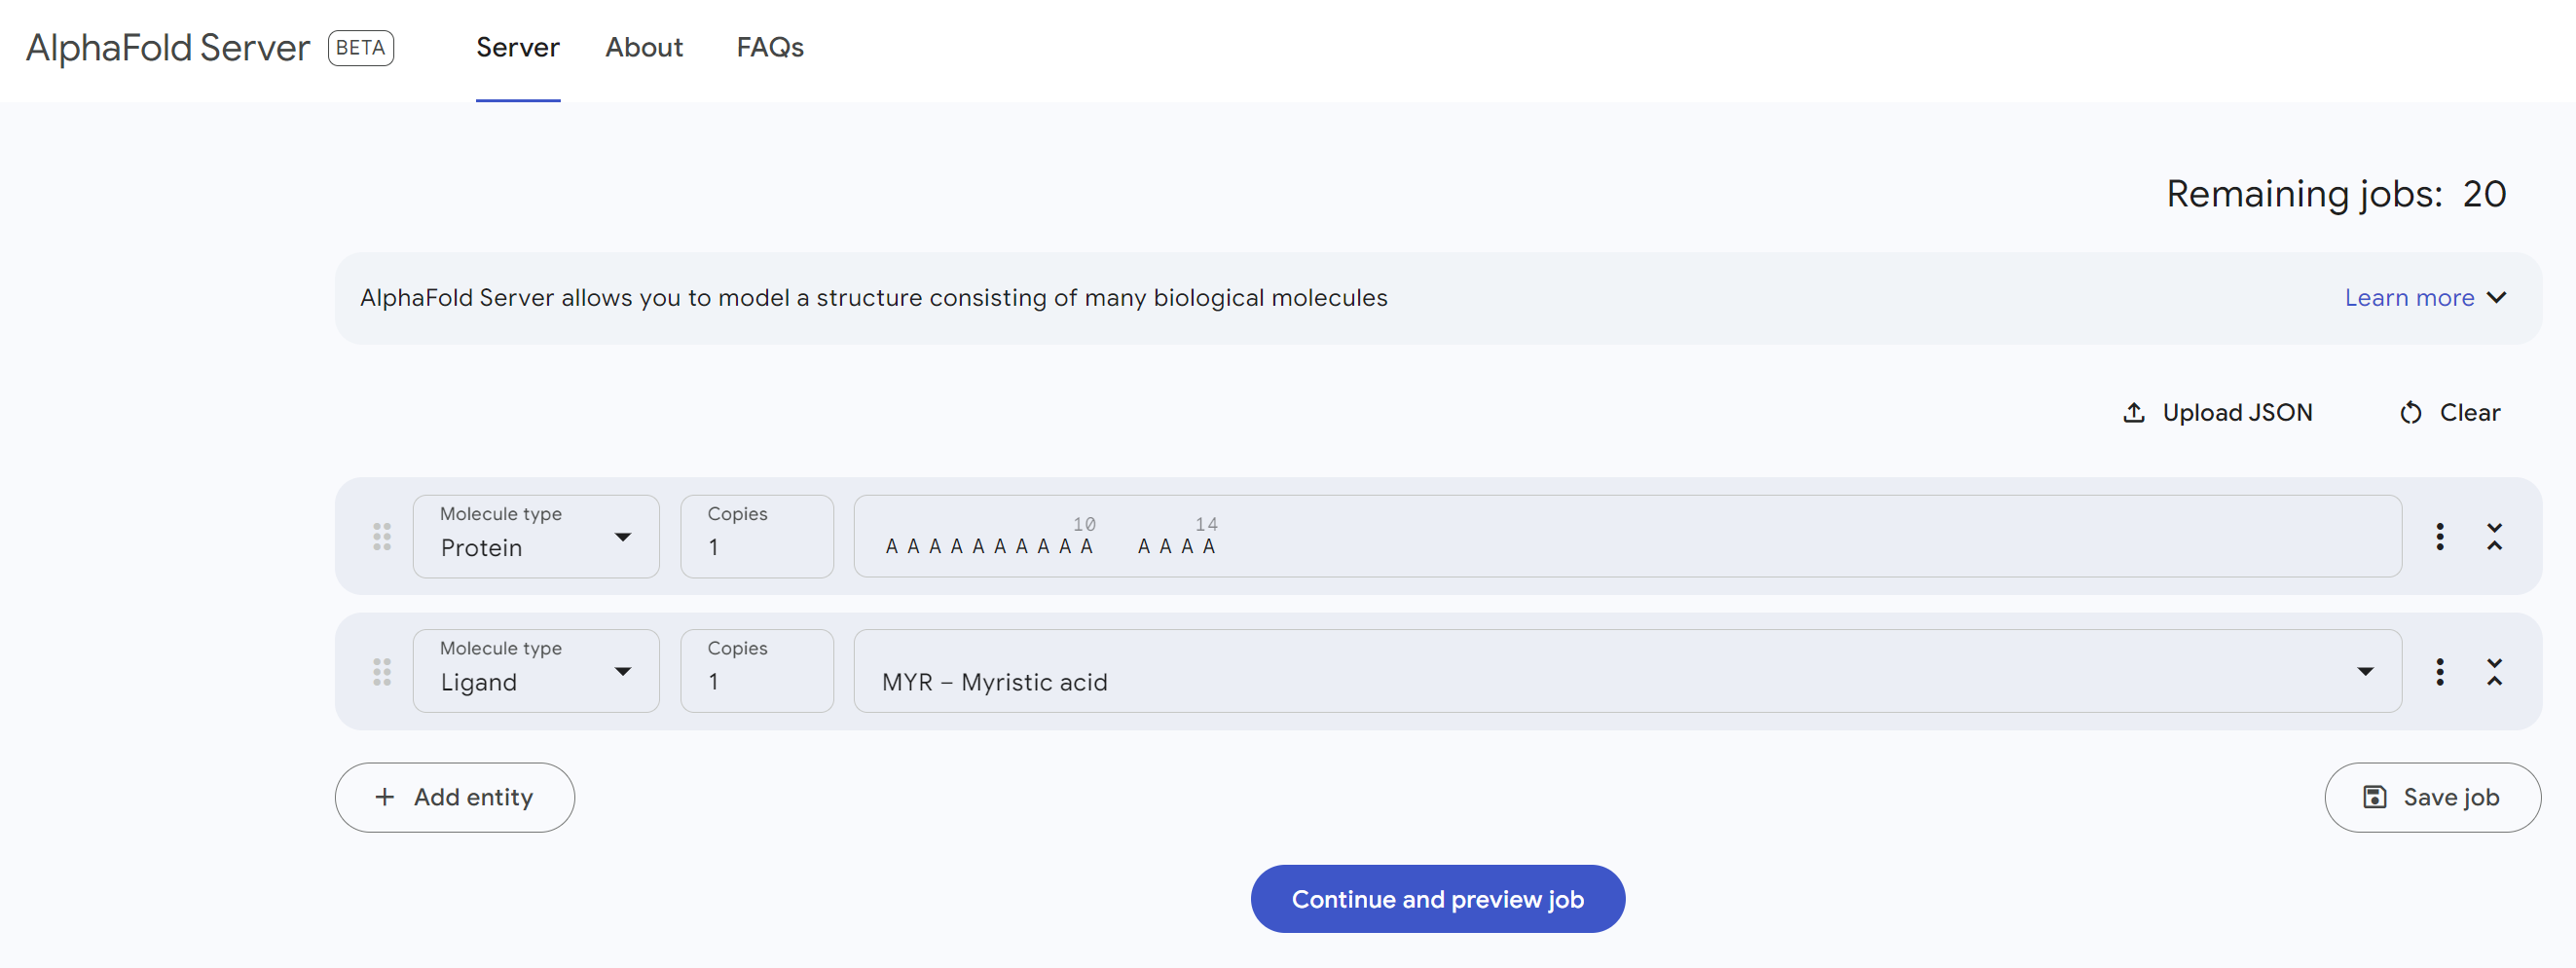 AlphaFold Server BETA Server About FAQs
Remaining jobs: 20
AlphaFold Server allows you to model a structure consisting of many biological molecules Learn more
Upload JSON Clear
Molecule type Copies 10 14
Protein 1 A A A A A A A A A A A A A A
Molecule type Copies
Ligand 1 MYR – Myristic acid
+ Add entity Save job
Continue and preview job